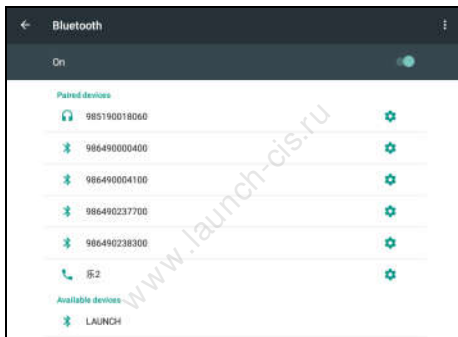 Bluetooth
On
Paired devices
985190018060
986490000400
986490004100
986490237700
986490238300
乐2
Available devices
LAUNCH
www.launch-cis.ru